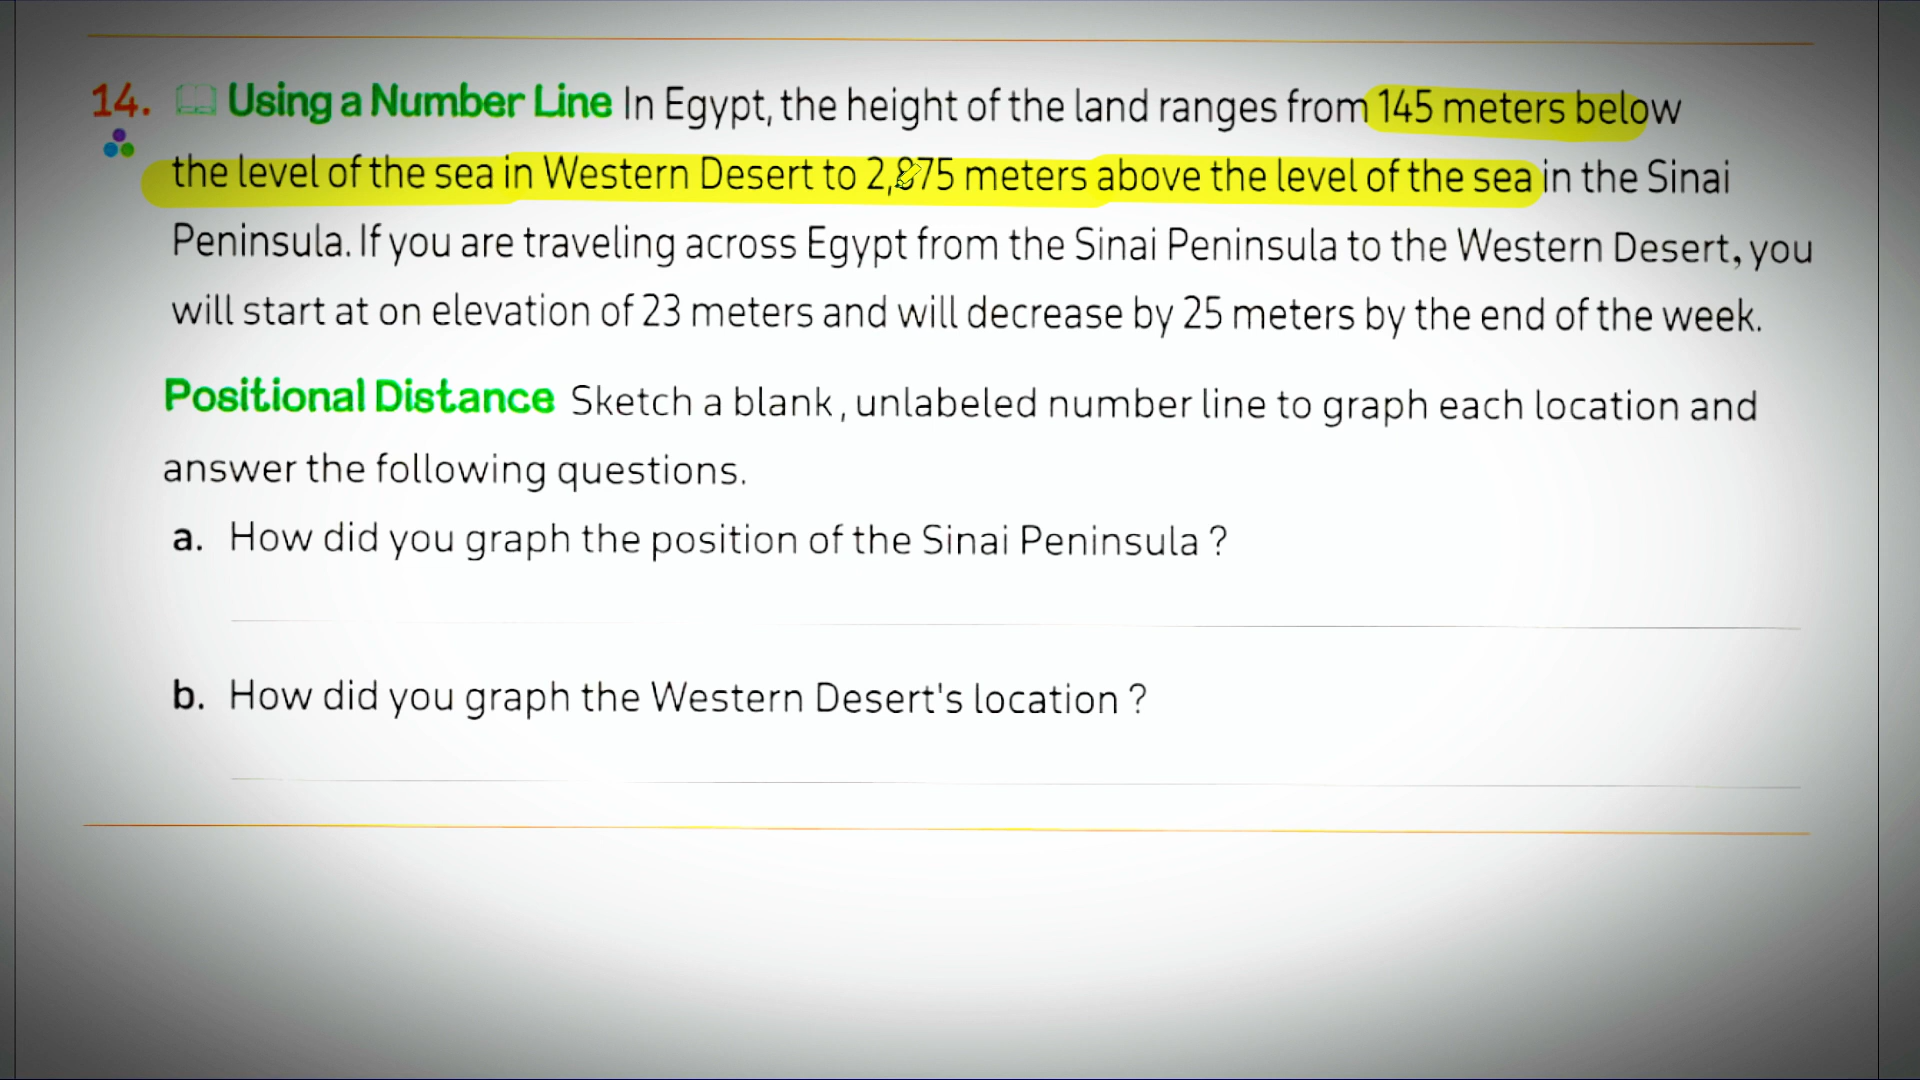 14. Using a Number Line In Egypt, the height of the land ranges from 145 meters below
the level of the sea in Western Desert to 2,875 meters above the level of the sea in the Sinai
Peninsula. If you are traveling across Egypt from the Sinai Peninsula to the Western Desert, you
will start at on elevation of 23 meters and will decrease by 25 meters by the end of the week.
Positional Distance Sketch a blank, unlabeled number line to graph each location and
answer the following questions.
a. How did you graph the position of the Sinai Peninsula ?
b. How did you graph the Western Desert's location ?